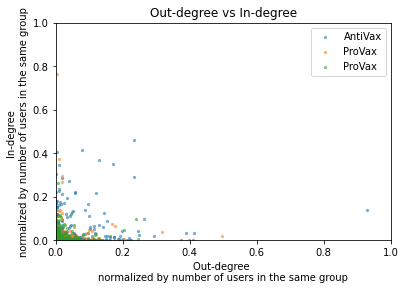 Out-degree vs In-degree
In-degree
normalized by number of users in the same group
1.0
0.8
0.6
0.4
0.2
0.0
AntiVax
ProVax
ProVax
0.0 0.2 0.4 0.6 0.8 1.0
Out-degree
normalized by number of users in the same group